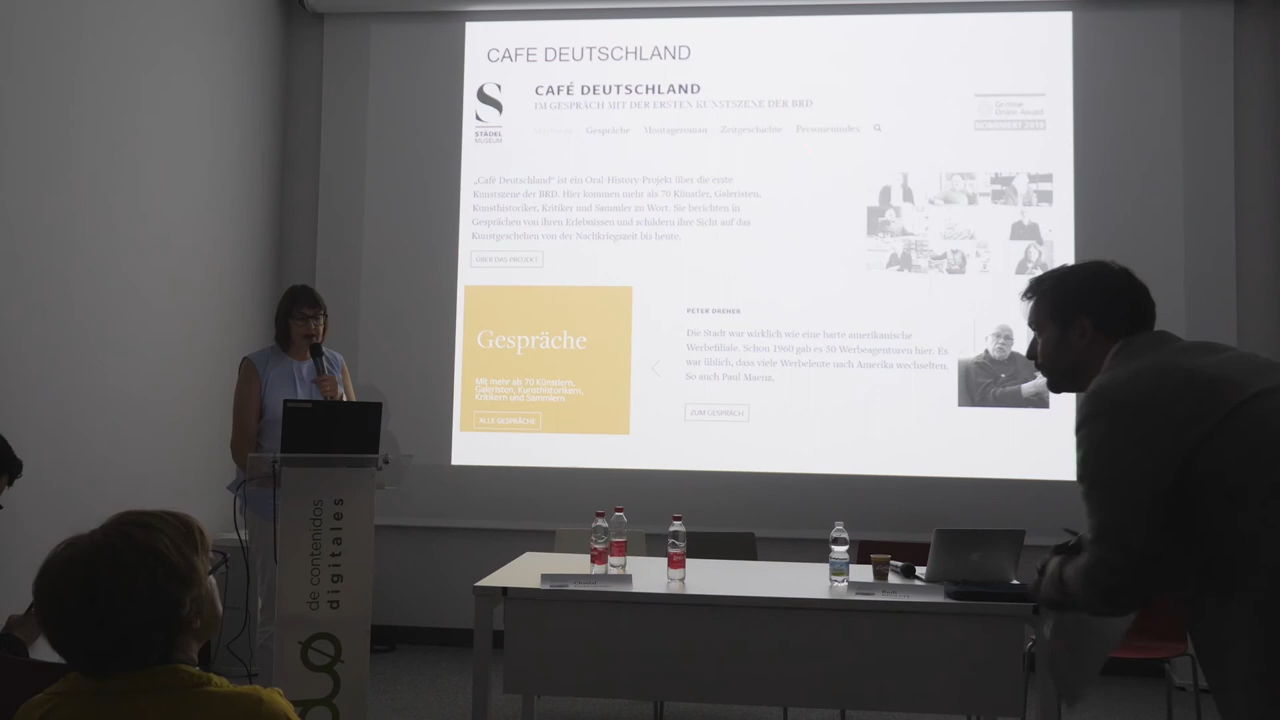 CAFE DEUTSCHLAND
STÄDEL
MUSEUM
CAFÉ DEUTSCHLAND
IM GESPRÄCH MIT DER ERSTEN KUNSTSZENE DER BRD
Gespräche Montageroman Zeitgeschichte Personenindex
Grimme
Online Award
NOMINIERT 2019
„Café Deutschland“ ist ein Oral-History-Projekt über die erste
Kunstszene der BRD. Hier kommen mehr als 70 Künstler, Galeristen,
Kunsthistoriker, Kritiker und Sammler zu Wort. Sie berichten in
Gesprächen von ihren Erlebnissen und schildern ihre Sicht auf das
Kunstgeschehen von der Nachkriegszeit bis heute.
ÜBER DAS PROJEKT
Gespräche
Mit mehr als 70 Künstlern,
Galeristen, Kunsthistorikern,
Kritikern und Sammlern
ALLE GESPRÄCHE
PETER DREHER
Die Stadt war wirklich wie eine harte amerikanische
Werbefiliale. Schon 1960 gab es 50 Werbeagenturen hier. Es
war üblich, dass viele Werbeleute nach Amerika wechselten.
So auch Paul Maenz.
ZUM GESPRÄCH
de contenidos
digitales